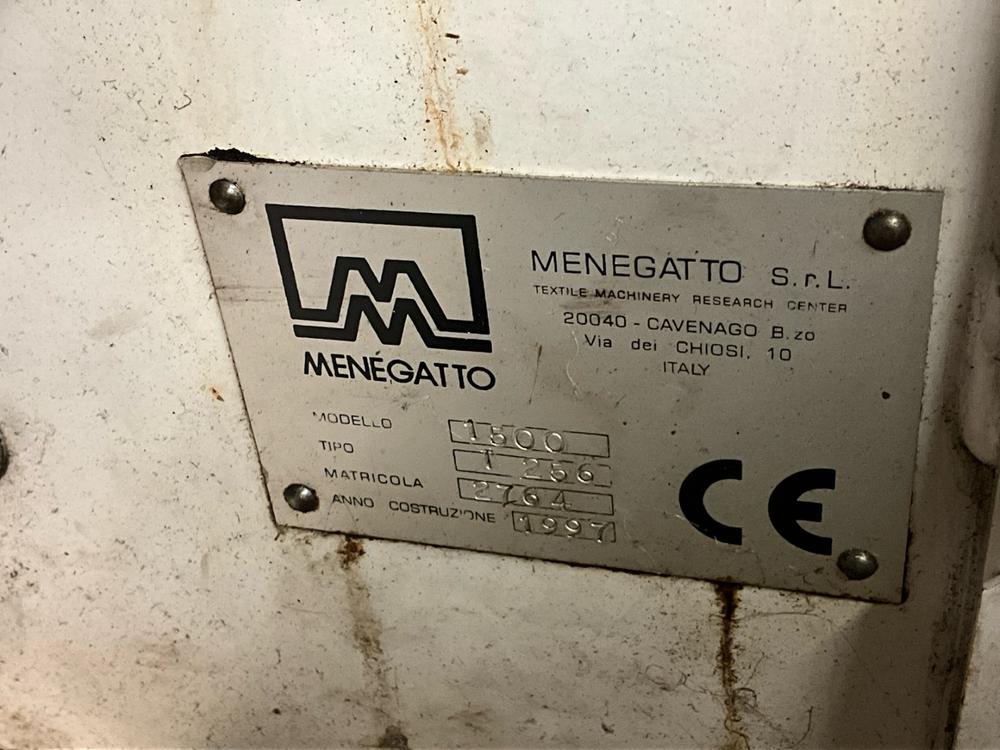 MENÉGATTO
MENEGATTO S.r.L.
TEXTILE MACHINERY RESEARCH CENTER
20040 - CAVENAGO B.zo
Via dei CHIOSI, 10
ITALY
MODELLO 1500
TIPO T 256
MATRICOLA 2764
ANNO COSTRUZIONE 1997
CE